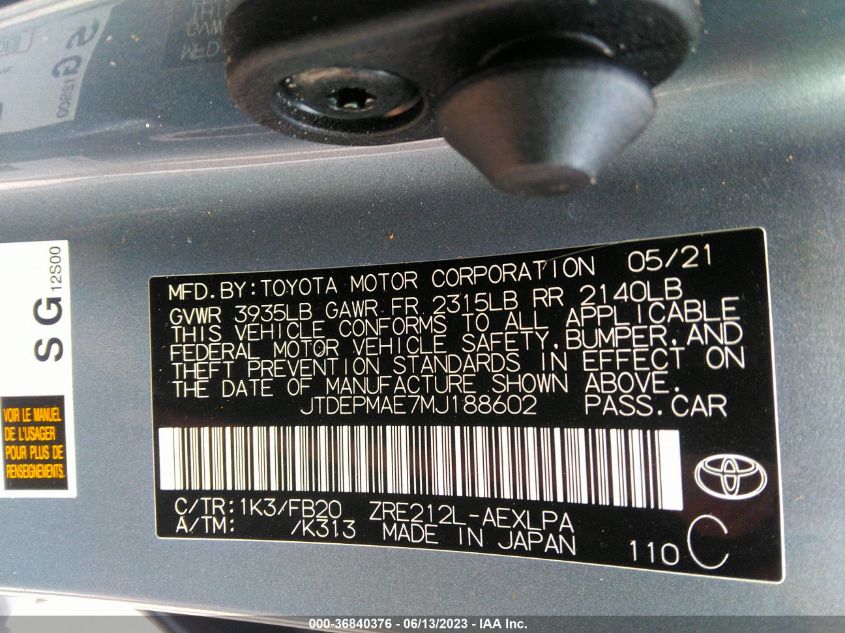 SG 12S00
VOIR LE MANUEL
DE L'USAGER
POUR PLUS DE
RENSEIGNEMENTS.
MFD. BY: TOYOTA MOTOR CORPORATION 05/21
GVWR 3935LB GAWR FR 2315LB RR 2140LB
THIS VEHICLE CONFORMS TO ALL APPLICABLE
FEDERAL MOTOR VEHICLE SAFETY, BUMPER, AND
THEFT PREVENTION STANDARDS IN EFFECT ON
THE DATE OF MANUFACTURE SHOWN ABOVE.
JTDEPMAE7MJ188602 PASS. CAR
C/TR: 1K3/FB20 ZRE212L-AEXLPA
A/TM: /K313 MADE IN JAPAN
110 C
000-36840376 - 06/13/2023 - IAA Inc.